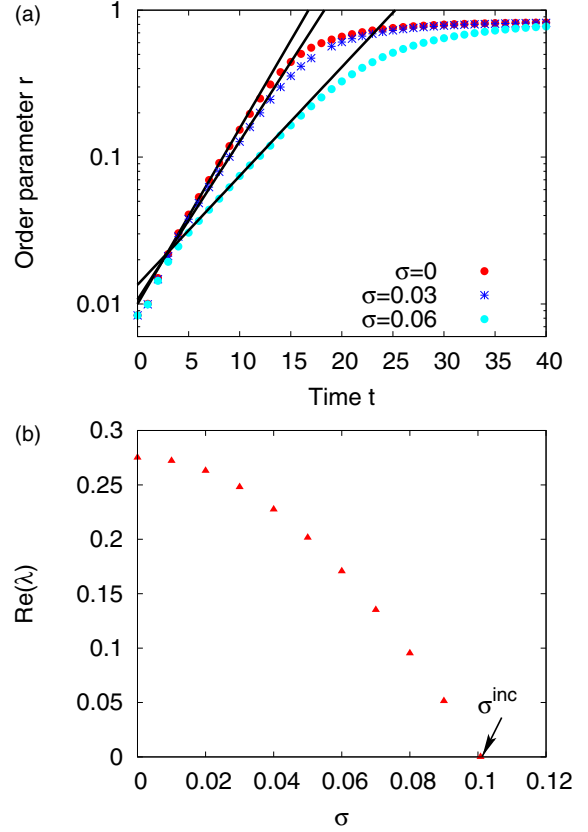 (a)
1
0.1
0.01
Order parameter r
σ=0
σ=0.03
σ=0.06
0 5 10 15 20 25 30 35 40
Time t
(b)
0.3
0.25
0.2
0.15
0.1
0.05
0
Re(λ)
σ^inc
0 0.02 0.04 0.06 0.08 0.1 0.12
σ